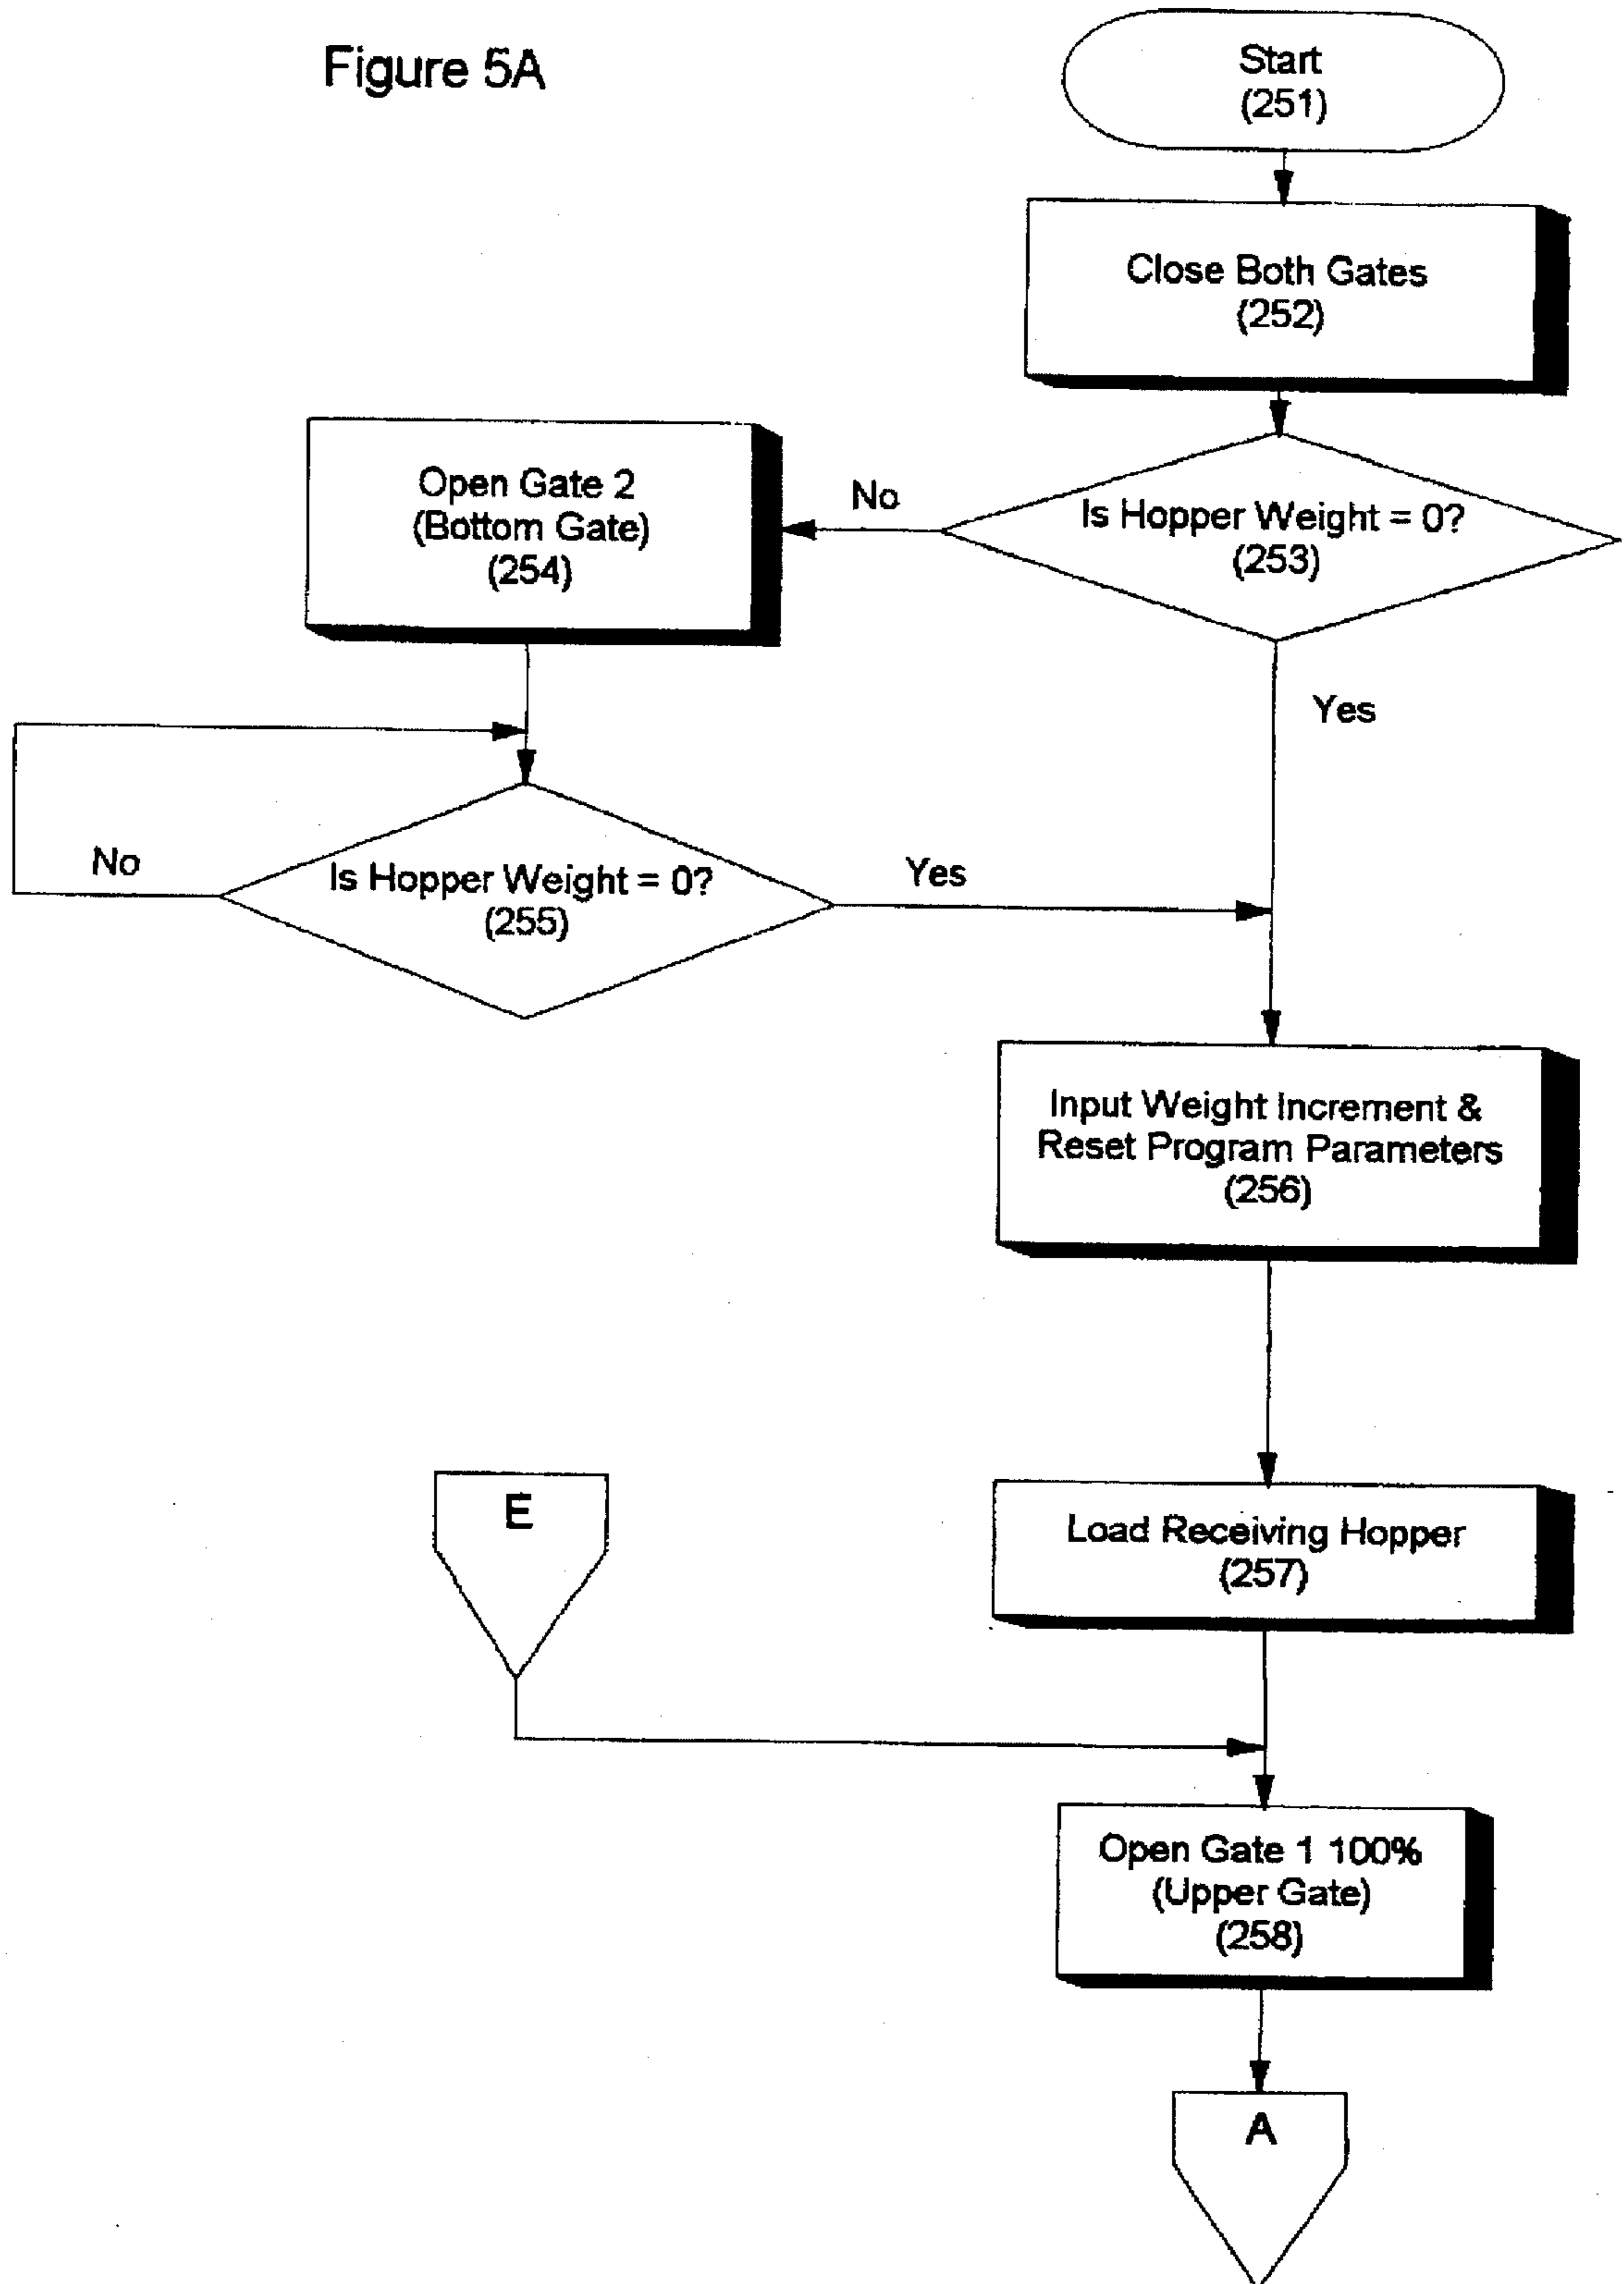 Figure 5A
Start
(251)
Close Both Gates
(252)
Is Hopper Weight = 0?
(253)
No
Yes
Open Gate 2
(Bottom Gate)
(254)
Is Hopper Weight = 0?
(255)
No
Yes
Input Weight Increment &
Reset Program Parameters
(256)
Load Receiving Hopper
(257)
E
Open Gate 1 100%
(Upper Gate)
(258)
A